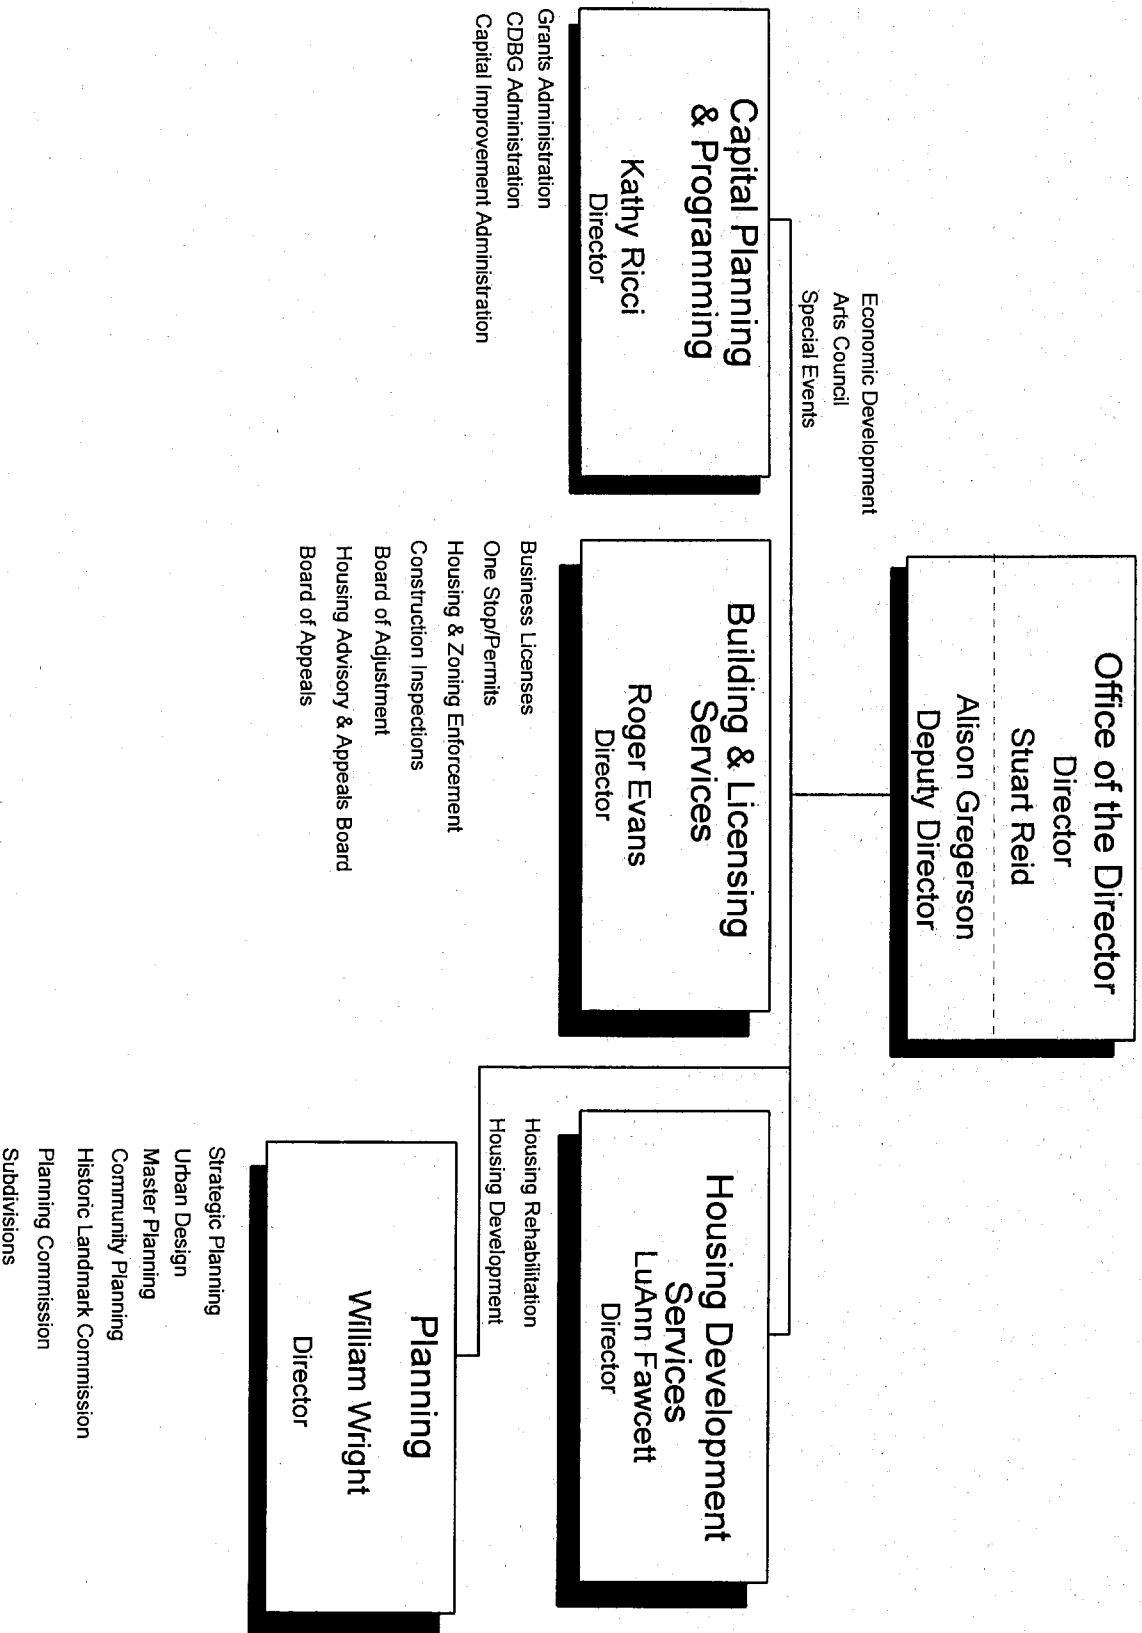 Office of the Director
Director
Stuart Reid
Alison Gregerson
Deputy Director
Economic Development
Arts Council
Special Events
Capital Planning
& Programming
Kathy Ricci
Director
Grants Administration
CDBG Administration
Capital Improvement Administration
Building & Licensing
Services
Roger Evans
Director
Business Licenses
One Stop/Permits
Housing & Zoning Enforcement
Construction Inspections
Board of Adjustment
Housing Advisory & Appeals Board
Board of Appeals
Housing Development
Services
LuAnn Fawcett
Director
Housing Rehabilitation
Housing Development
Planning
William Wright
Director
Strategic Planning
Urban Design
Master Planning
Community Planning
Historic Landmark Commission
Planning Commission
Subdivisions